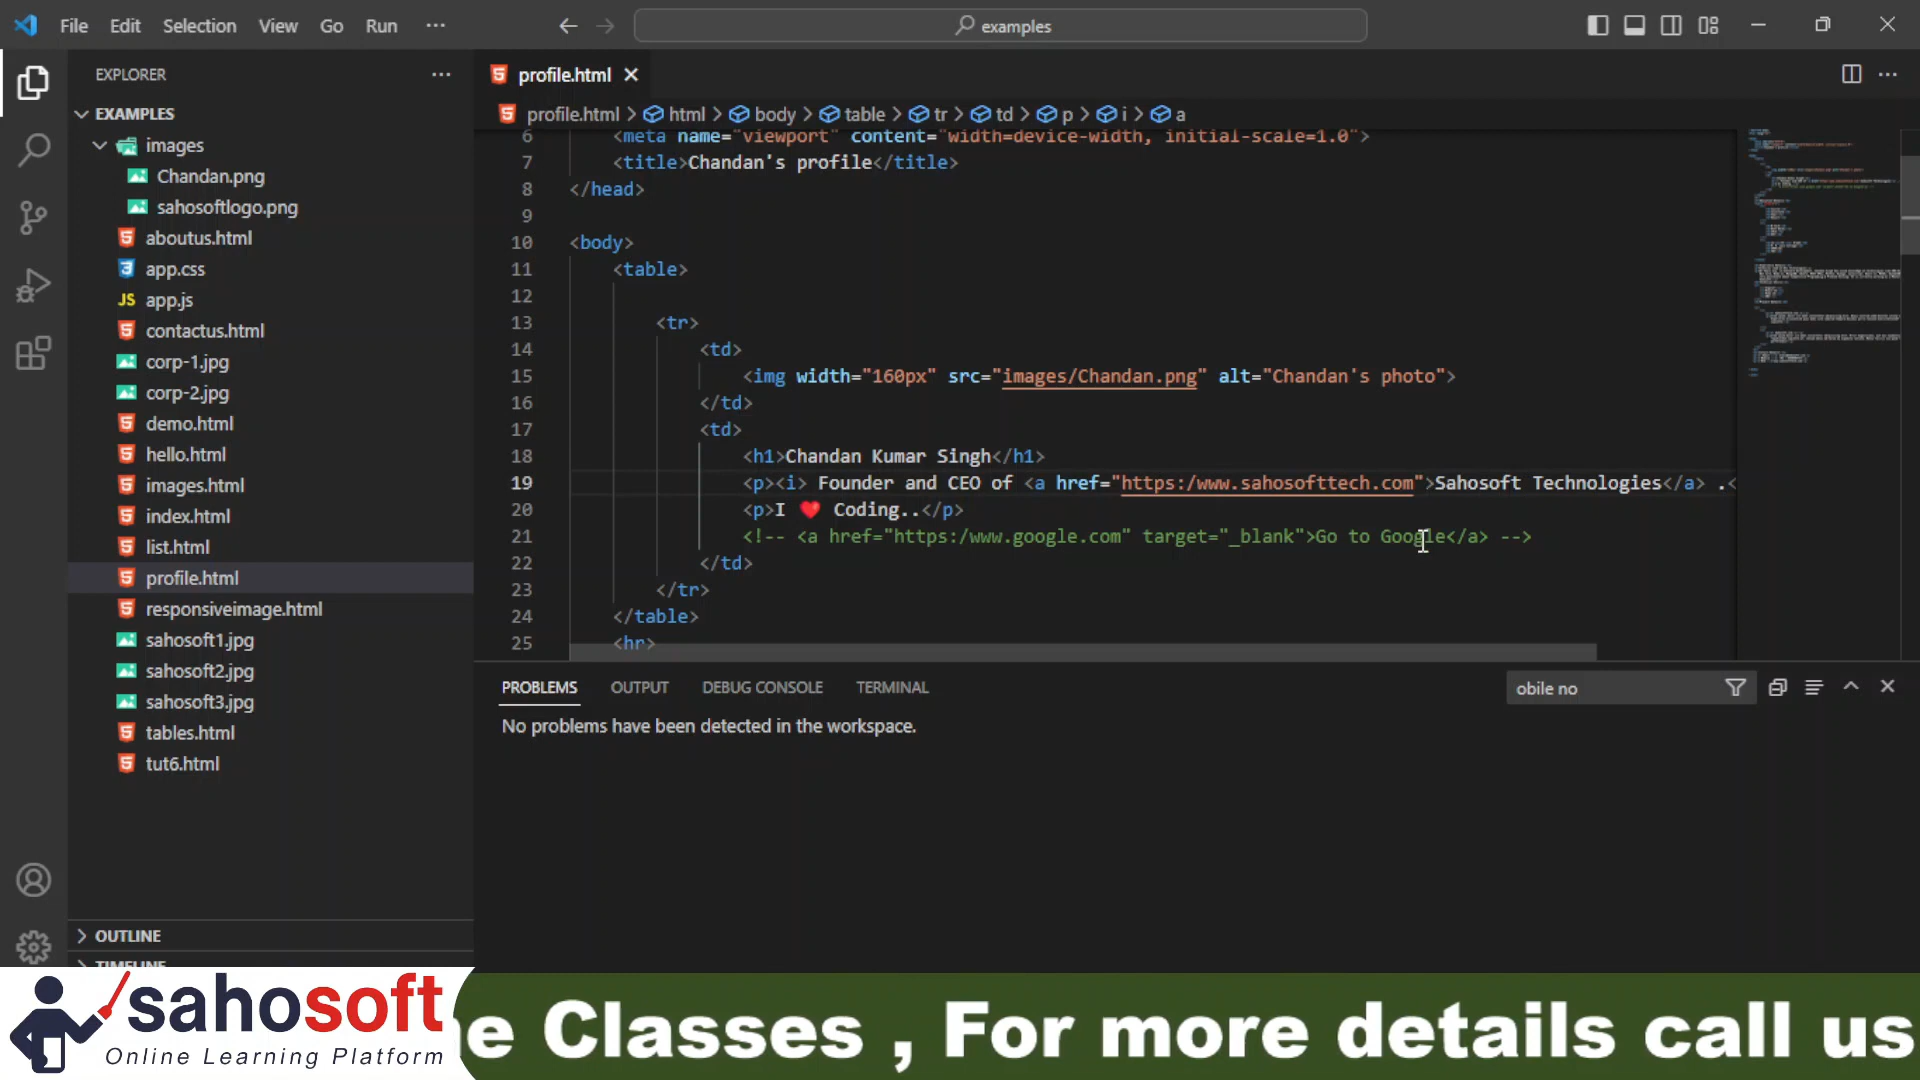 File Edit Selection View Go Run ··· examples
EXPLORER ···
EXAMPLES
images
Chandan.png
sahosoftlogo.png
aboutus.html
app.css
JS app.js
contactus.html
corp-1.jpg
corp-2.jpg
demo.html
hello.html
images.html
index.html
list.html
profile.html
responsiveimage.html
sahosoft1.jpg
sahosoft2.jpg
sahosoft3.jpg
tables.html
tut6.html
OUTLINE
TIMELINE
profile.html
profile.html > html > body > table > tr > td > p > i > a
6 <meta name="viewport" content="width=device-width, initial-scale=1.0">
7 <title>Chandan's profile</title>
8 </head>
9
10 <body>
11 <table>
12
13 <tr>
14 <td>
15 <img width="160px" src="images/Chandan.png" alt="Chandan's photo">
16 </td>
17 <td>
18 <h1>Chandan Kumar Singh</h1>
19 <p><i> Founder and CEO of <a href="https:/www.sahosofttech.com">Sahosoft Technologies</a> .<
20 <p>I ❤️ Coding..</p>
21 <!-- <a href="https:/www.google.com" target="_blank">Go to Google</a> -->
22 </td>
23 </tr>
24 </table>
25 <hr>
PROBLEMS OUTPUT DEBUG CONSOLE TERMINAL obile no
No problems have been detected in the workspace.
sahosoft
Online Learning Platform
e Classes , For more details call us